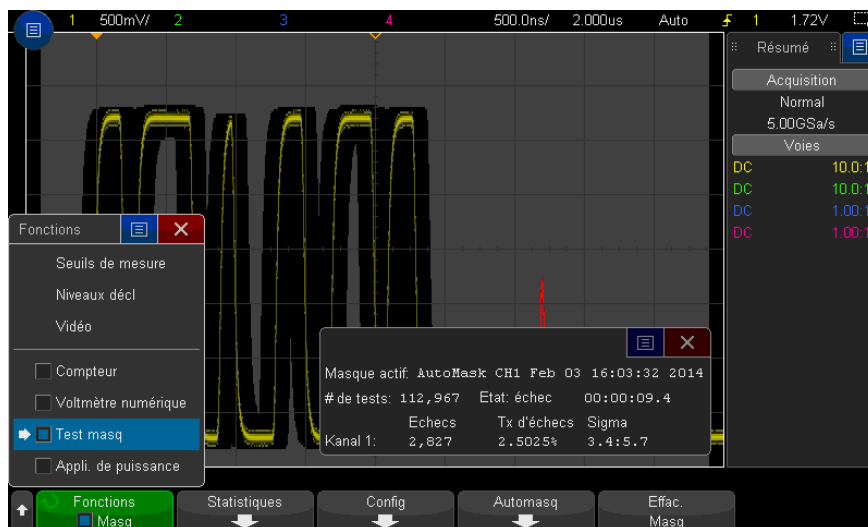 1 500mV/ 2 3 4 500.0ns/ 2.000us Auto 1 1.72V
Résumé
Acquisition
Normal
5.00GSa/s
Voies
DC 10.0:1
DC 10.0:1
DC 1.00:1
DC 1.00:1
Fonctions
Seuils de mesure
Niveaux décl
Vidéo
Compteur
Voltmètre numérique
Test masq
Appli. de puissance
Masque actif: AutoMask CH1 Feb 03 16:03:32 2014
# de tests: 112,967 Etat: échec 00:00:09.4
Echecs Tx d'échecs Sigma
Kanal 1: 2,827 2.5025% 3.4:5.7
Fonctions Statistiques Config Automasq Effac.
Masq Masq